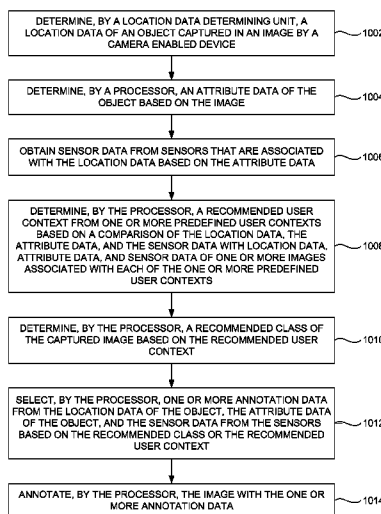 DETERMINE, BY A LOCATION DATA DETERMINING UNIT, A
LOCATION DATA OF AN OBJECT CAPTURED IN AN IMAGE BY A
CAMERA ENABLED DEVICE
1002
DETERMINE, BY A PROCESSOR, AN ATTRIBUTE DATA OF THE
OBJECT BASED ON THE IMAGE
1004
OBTAIN SENSOR DATA FROM SENSORS THAT ARE ASSOCIATED
WITH THE LOCATION DATA BASED ON THE ATTRIBUTE DATA
1006
DETERMINE, BY THE PROCESSOR, A RECOMMENDED USER
CONTEXT FROM ONE OR MORE PREDEFINED USER CONTEXTS
BASED ON A COMPARISON OF THE LOCATION DATA, THE
ATTRIBUTE DATA, AND THE SENSOR DATA WITH LOCATION DATA,
ATTRIBUTE DATA, AND SENSOR DATA OF ONE OR MORE IMAGES
ASSOCIATED WITH EACH OF THE ONE OR MORE PREDEFINED
USER CONTEXTS
1008
DETERMINE, BY THE PROCESSOR, A RECOMMENDED CLASS OF
THE CAPTURED IMAGE BASED ON THE RECOMMENDED USER
CONTEXT
1010
SELECT, BY THE PROCESSOR, ONE OR MORE ANNOTATION DATA
FROM THE LOCATION DATA OF THE OBJECT, THE ATTRIBUTE DATA
OF THE OBJECT, AND THE SENSOR DATA FROM THE SENSORS
BASED ON THE RECOMMENDED CLASS OR THE RECOMMENDED
USER CONTEXT
1012
ANNOTATE, BY THE PROCESSOR, THE IMAGE WITH THE ONE OR
MORE ANNOTATION DATA
1014